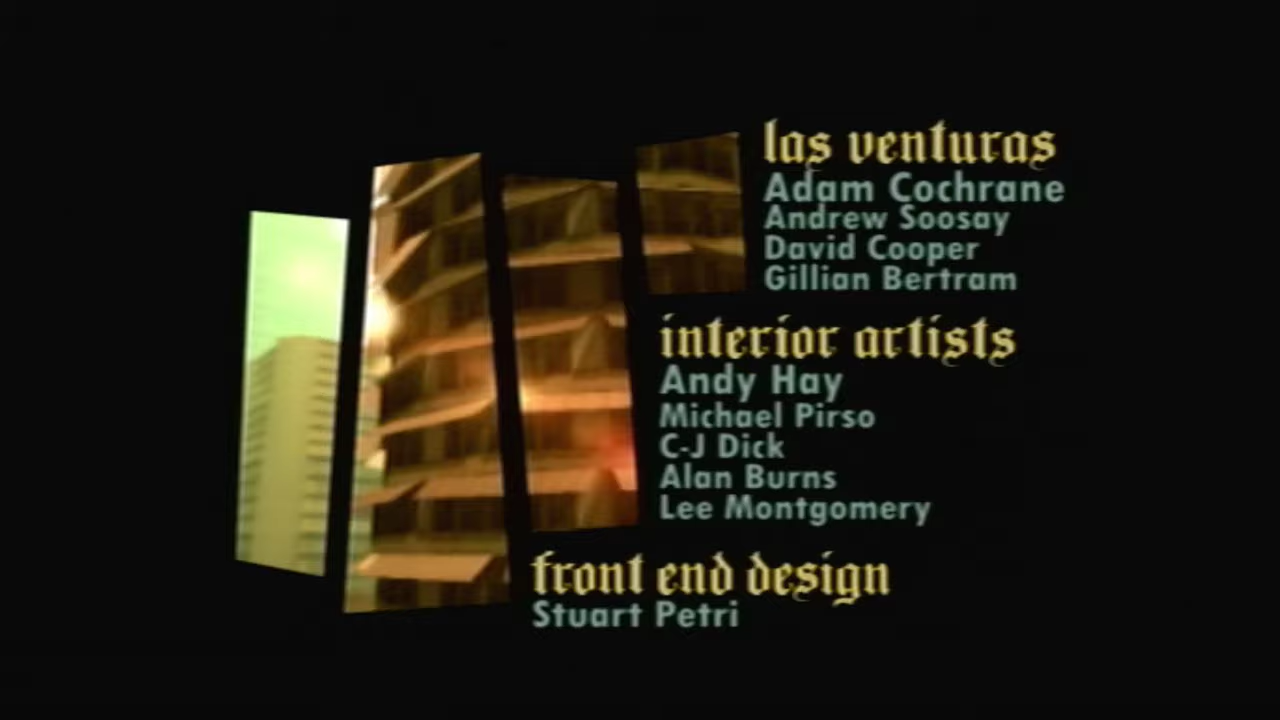 las venturas
Adam Cochrane
Andrew Soosay
David Cooper
Gillian Bertram
interior artists
Andy Hay
Michael Pirso
C-J Dick
Alan Burns
Lee Montgomery
front end design
Stuart Petri